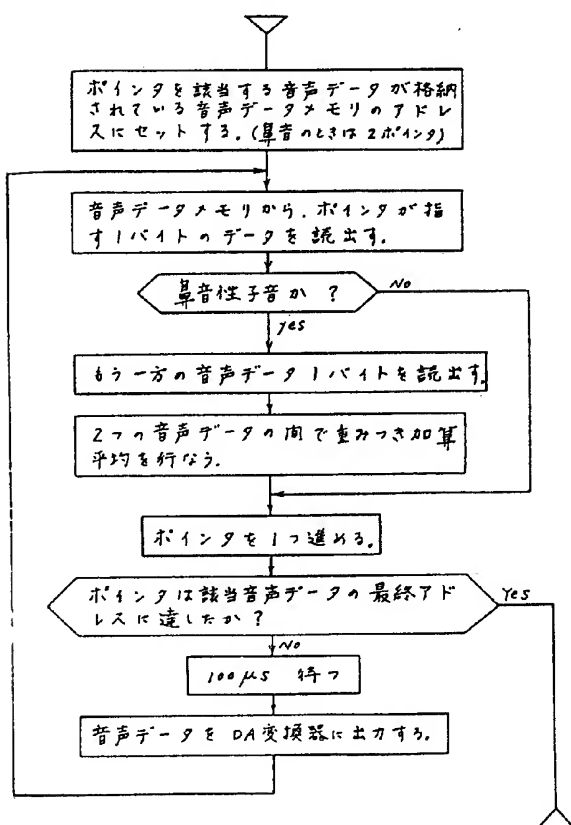 ポインタを該当する音声データが格納
されている音声データメモリのアドレ
スにセットする。(鼻音のときは2ポインタ)
音声データメモリから、ポインタが指
す1バイトのデータを読出す。
鼻音性子音か?
No
yes
もう一方の音声データ1バイトを読出す。
2つの音声データの間で重みつき加算
平均を行なう。
ポインタを1つ進める。
ポインタは該当音声データの最終アド
レスに達したか?
Yes
No
100μs 待つ
音声データをDA変換器に出力する。